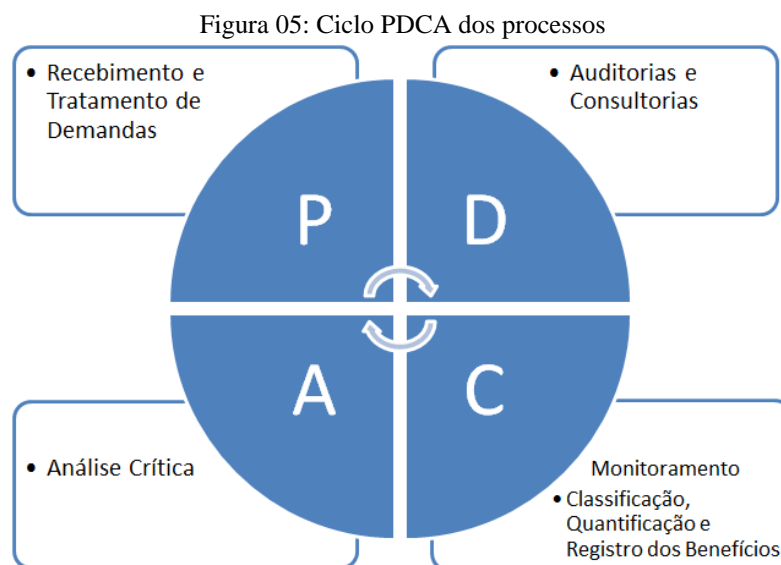 Figura 05: Ciclo PDCA dos processos
• Recebimento e
Tratamento de
Demandas
• Auditorias e
Consultorias
P
D
A
C
• Análise Crítica
Monitoramento
• Classificação,
Quantificação e
Registro dos Benefícios